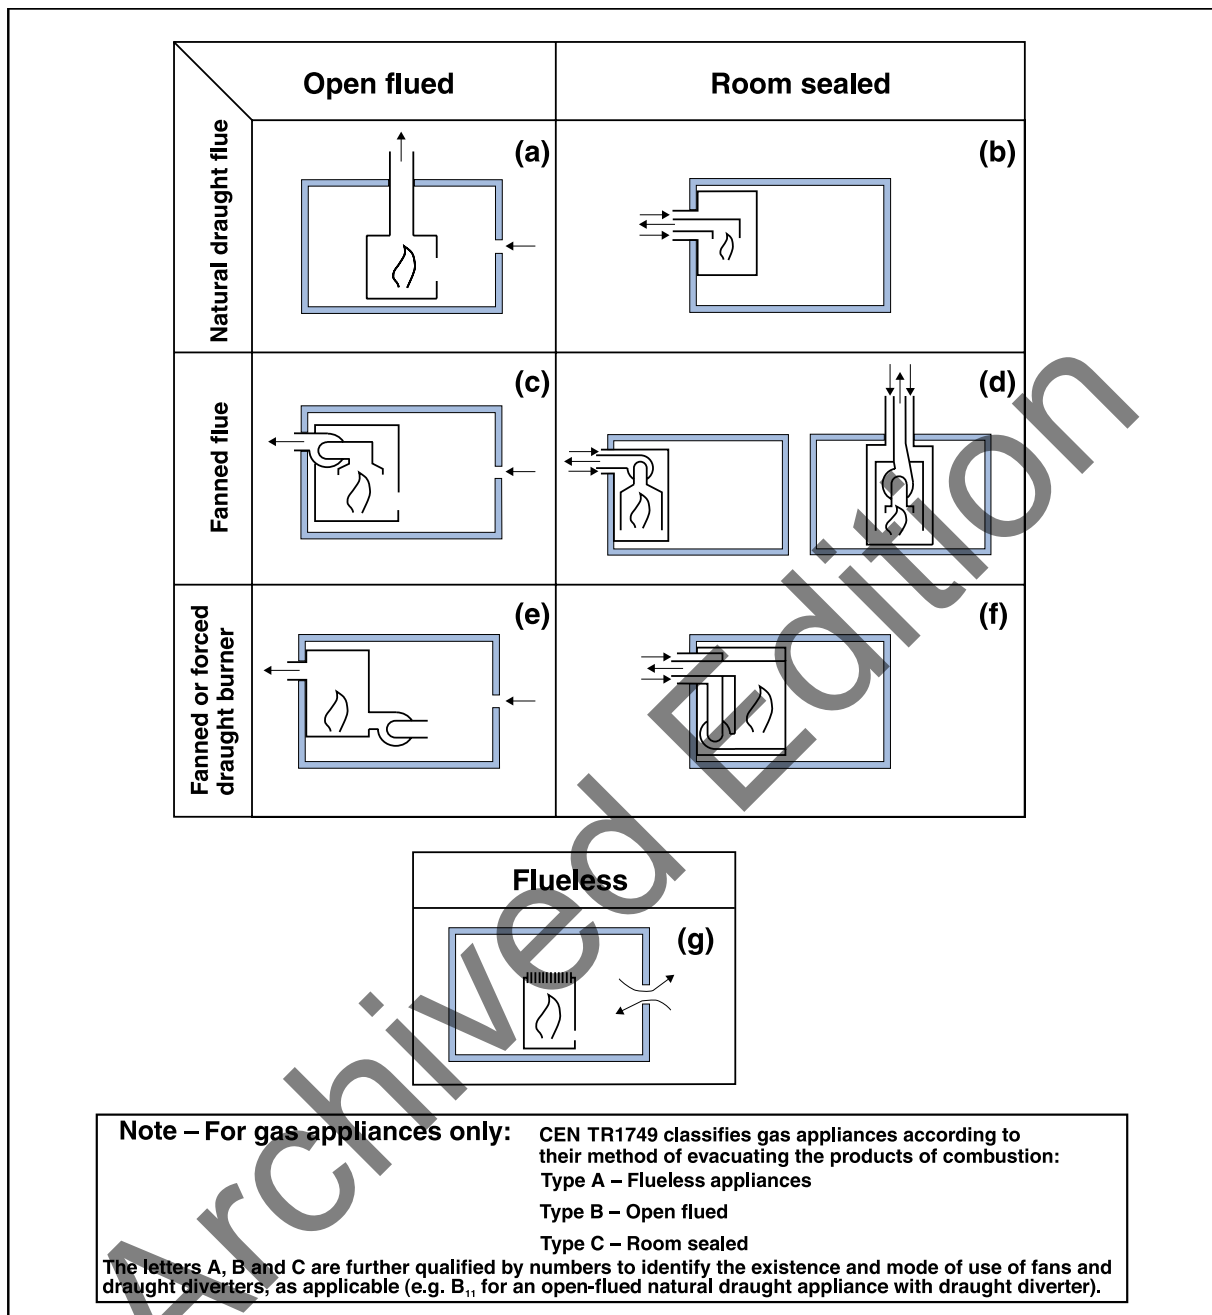 Open flued
Room sealed
Natural draught flue
(a)
(b)
Fanned flue
(c)
(d)
Fanned or forced
draught burner
(e)
(f)
Flueless
(g)
Note – For gas appliances only:
CEN TR1749 classifies gas appliances according to
their method of evacuating the products of combustion:
Type A – Flueless appliances
Type B – Open flued
Type C – Room sealed
The letters A, B and C are further qualified by numbers to identify the existence and mode of use of fans and
draught diverters, as applicable (e.g. B₁₁ for an open-flued natural draught appliance with draught diverter).
Archived Edition